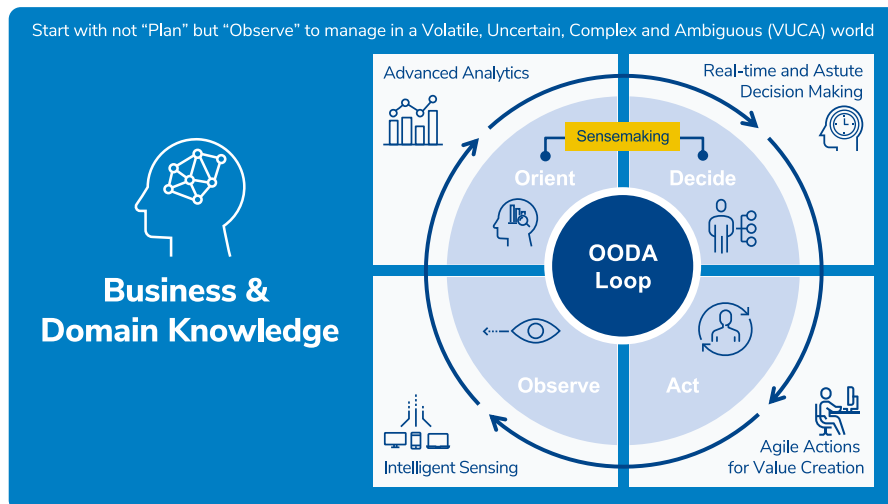 Start with not “Plan” but “Observe” to manage in a Volatile, Uncertain, Complex and Ambiguous (VUCA) world
Business &
Domain Knowledge
Advanced Analytics
Real-time and Astute
Decision Making
Sensemaking
Orient
Decide
OODA
Loop
Observe
Act
Intelligent Sensing
Agile Actions
for Value Creation